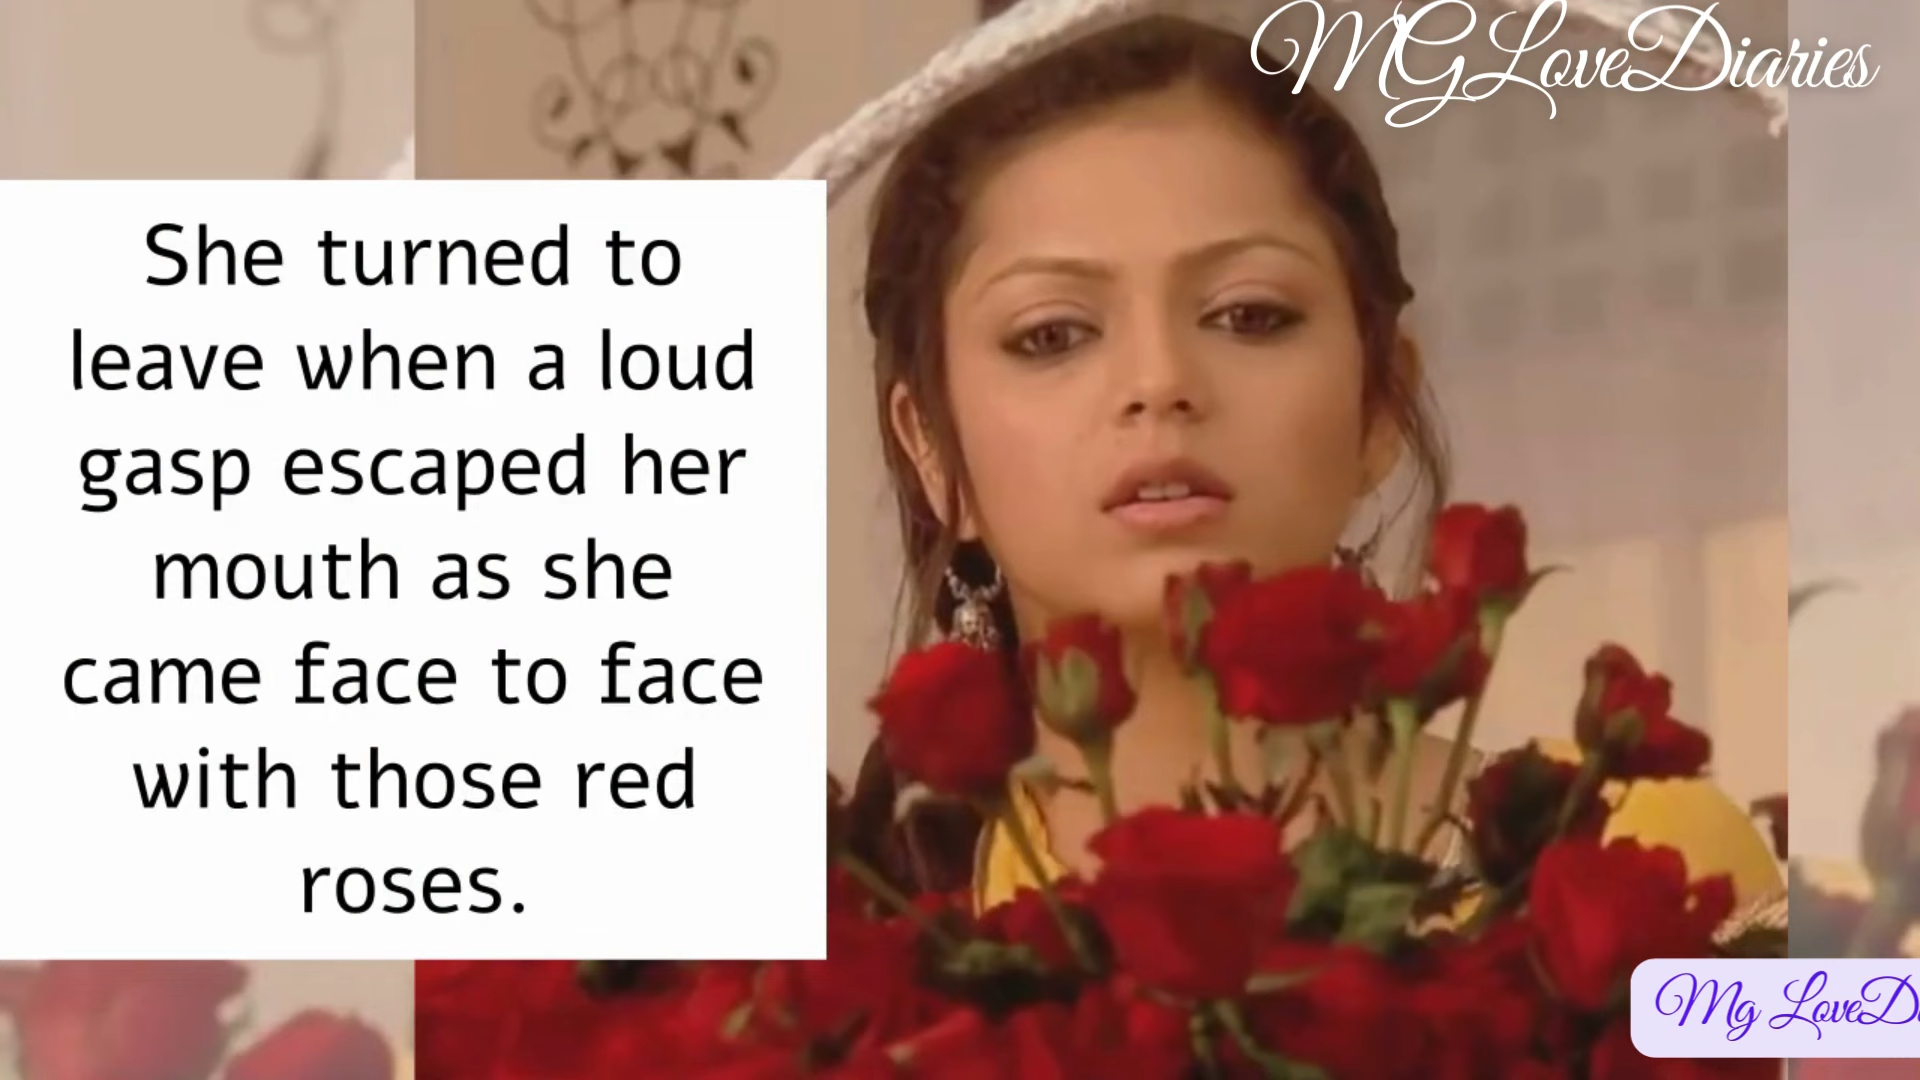 MGLoveDiaries
She turned to
leave when a loud
gasp escaped her
mouth as she
came face to face
with those red
roses.
Mg LoveD